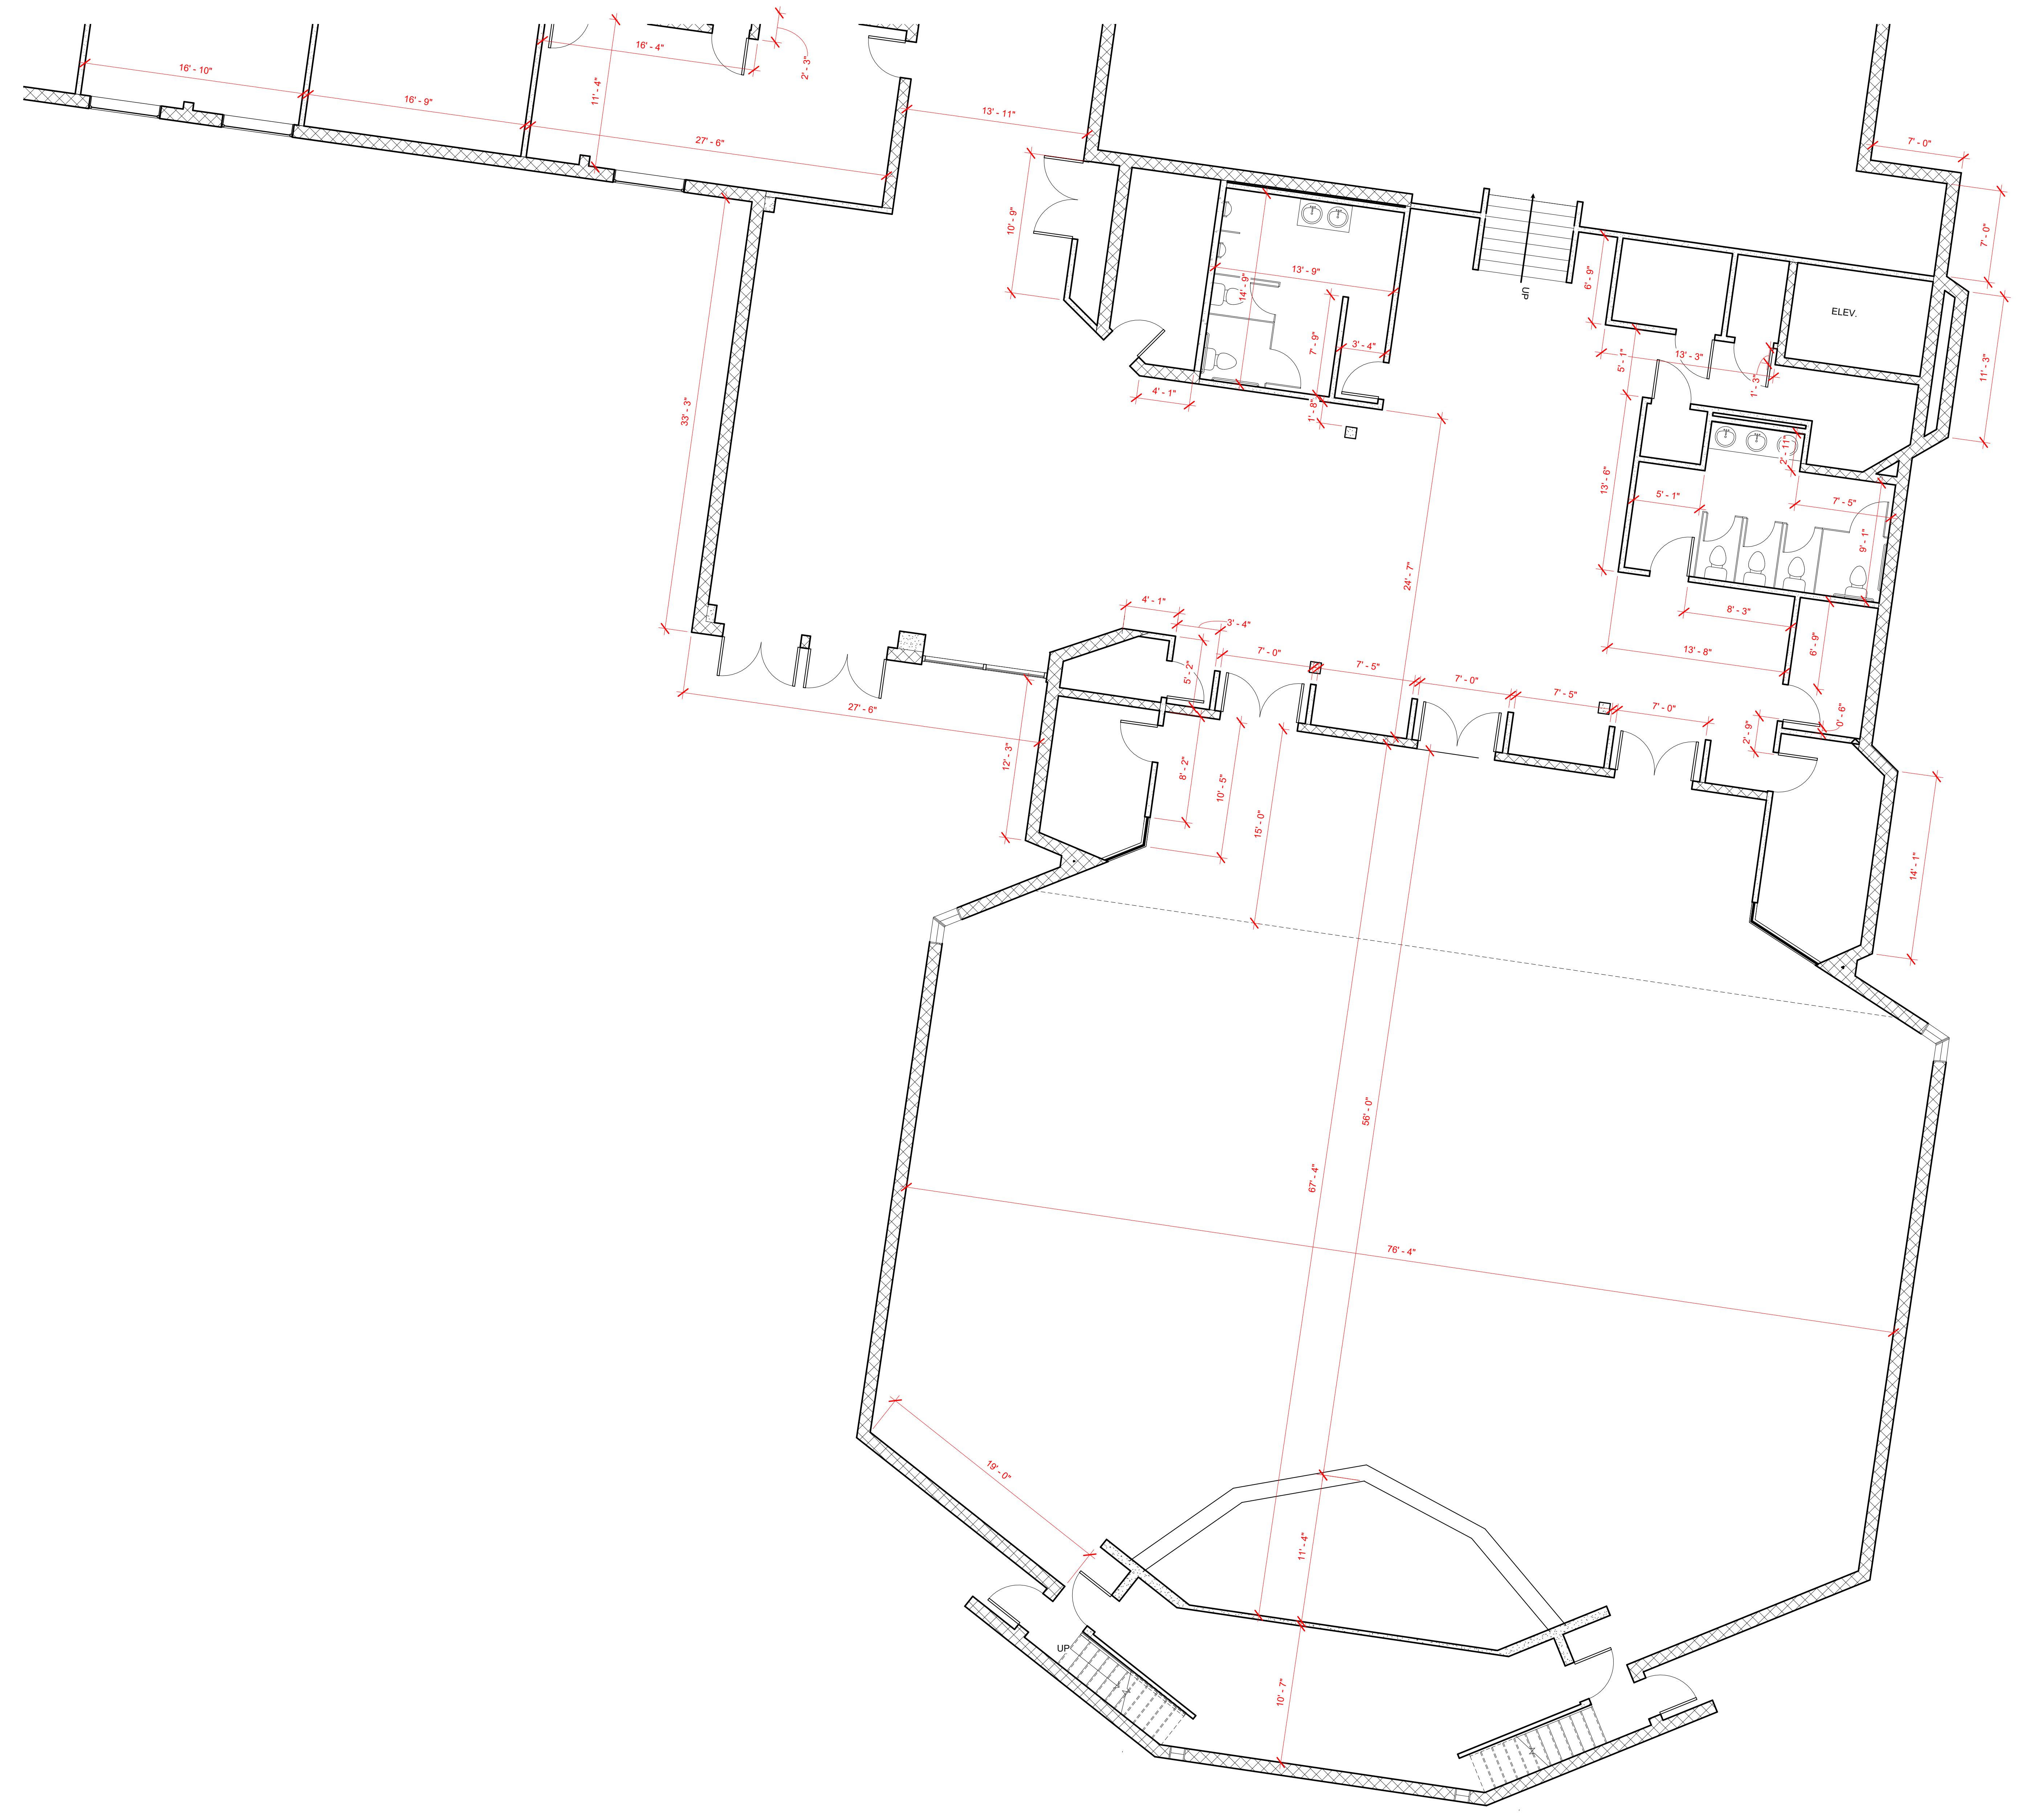 16' - 10"
16' - 9"
16' - 4"
11' - 4"
2' - 3"
27' - 6"
13' - 11"
7' - 0"
7' - 0"
11' - 3"
10' - 9"
14' - 9"
13' - 9"
7' - 9"
3' - 4"
4' - 1"
1' - 8"
UP
6' - 9"
ELEV.
13' - 3"
5' - 1"
1' - 3"
2' - 11"
13' - 6"
5' - 1"
7' - 5"
9' - 1"
33' - 3"
24' - 7"
8' - 3"
13' - 8"
6' - 9"
0' - 6"
2' - 9"
4' - 1"
3' - 4"
5' - 2"
7' - 0"
7' - 5"
7' - 0"
7' - 5"
7' - 0"
27' - 6"
12' - 3"
8' - 2"
10' - 5"
15' - 0"
14' - 1"
56' - 0"
67' - 4"
76' - 4"
19' - 0"
11' - 4"
UP
10' - 7"